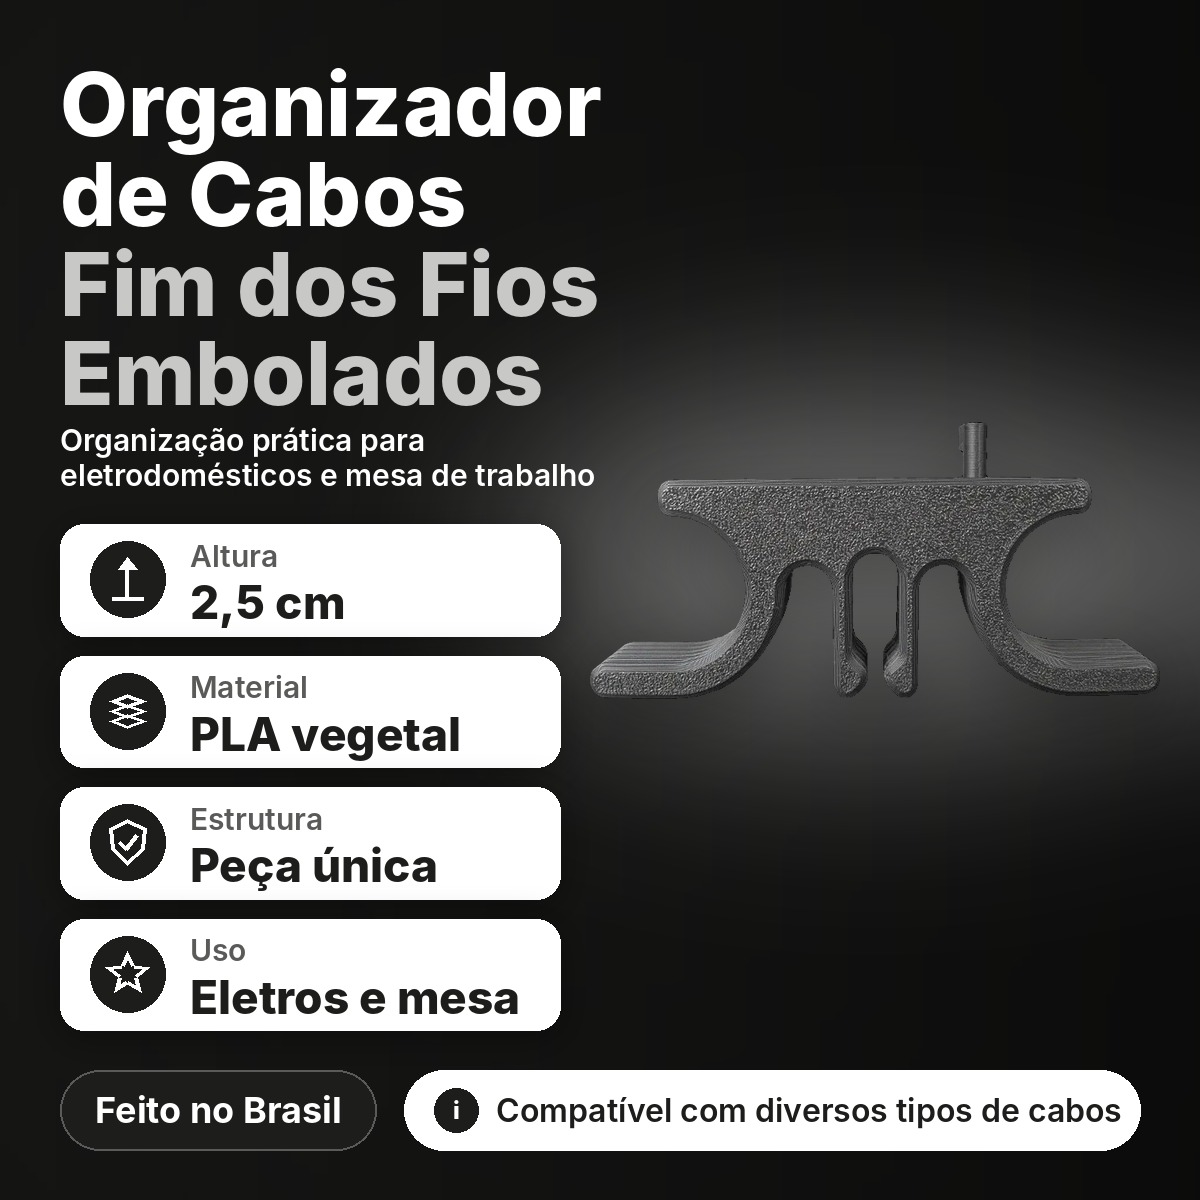 Organizador
de Cabos
Fim dos Fios
Embolados
Organização prática para
eletrodomésticos e mesa de trabalho
Altura
2,5 cm
Material
PLA vegetal
Estrutura
Peça única
Uso
Eletros e mesa
Feito no Brasil
i Compatível com diversos tipos de cabos